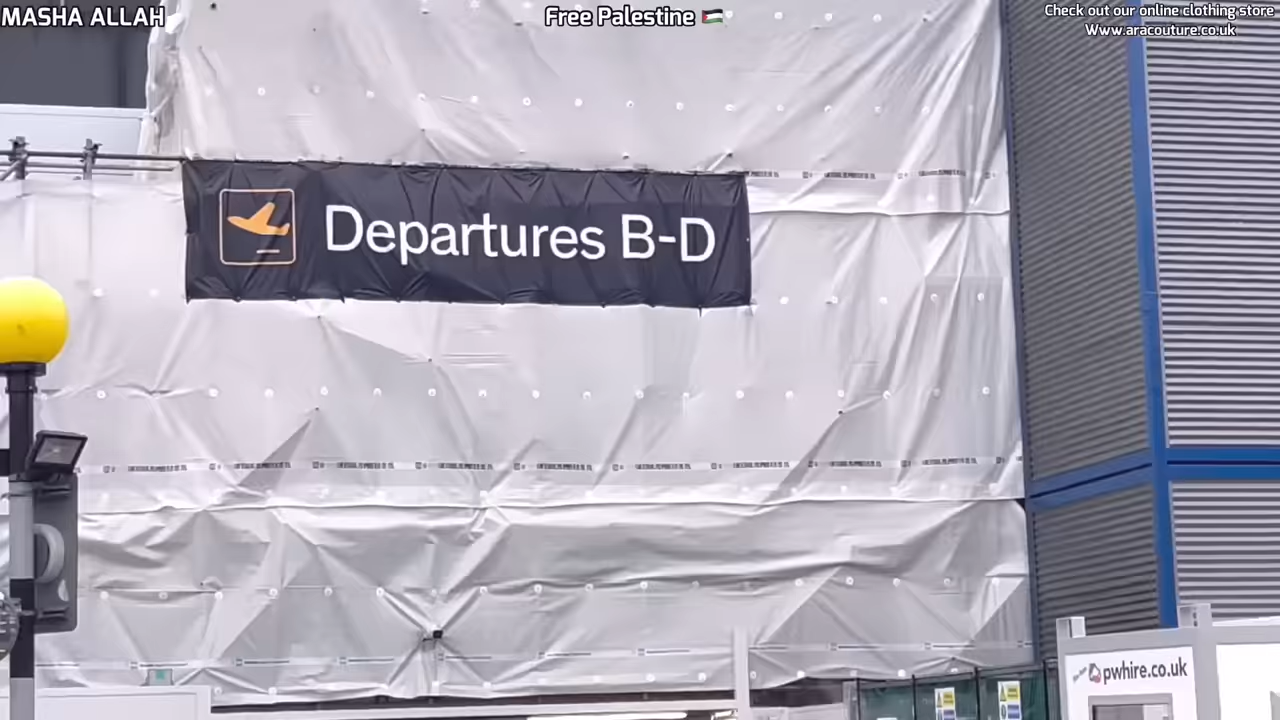 MASHA ALLAH
Free Palestine 🇵🇸
Check out our online clothing store
Www.aracouture.co.uk
Departures B-D
pwhire.co.uk